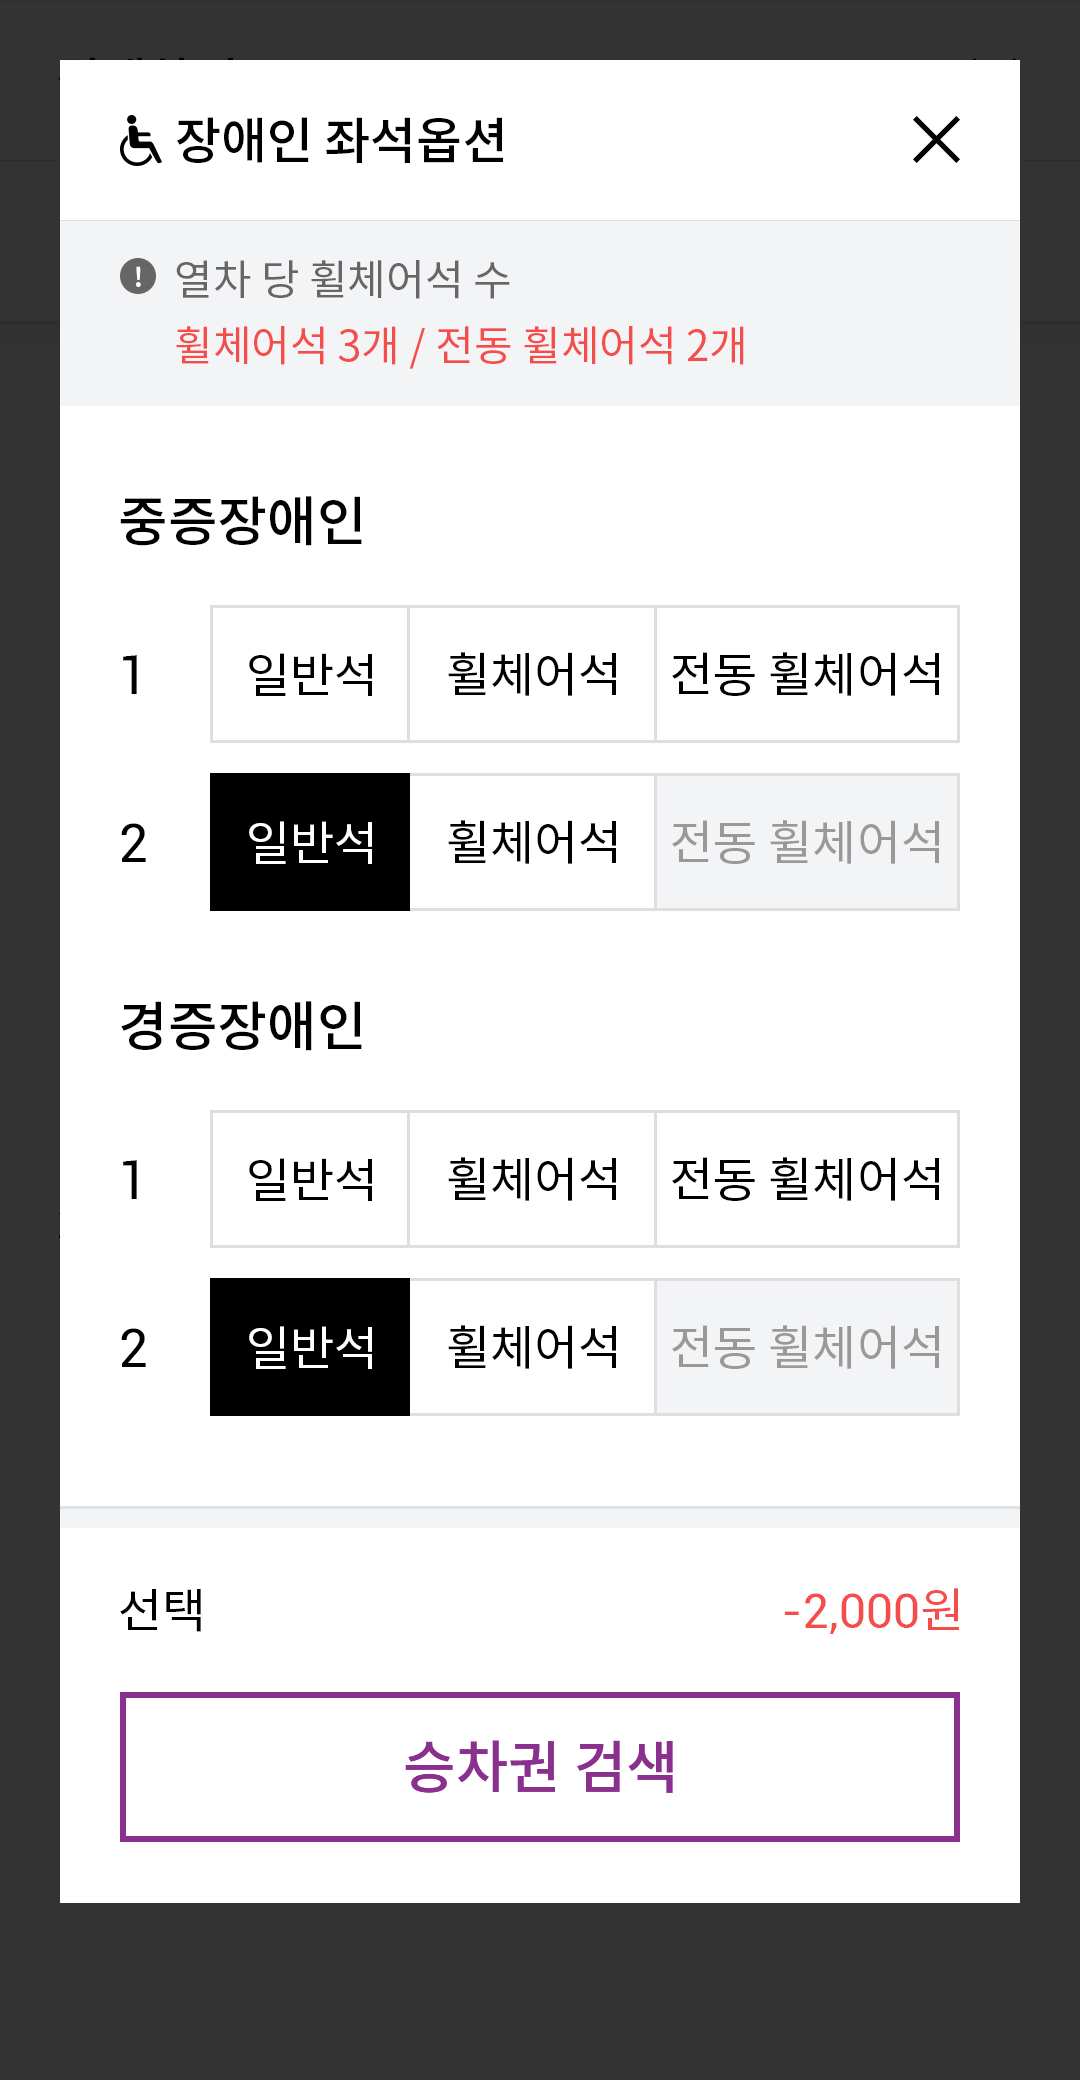 장애인 좌석옵션
열차 당 휠체어석 수
휠체어석 3개 / 전동 휠체어석 2개
중증장애인
1 일반석 휠체어석 전동 휠체어석
2 일반석 휠체어석 전동 휠체어석
경증장애인
1 일반석 휠체어석 전동 휠체어석
2 일반석 휠체어석 전동 휠체어석
선택 -2,000원
승차권 검색